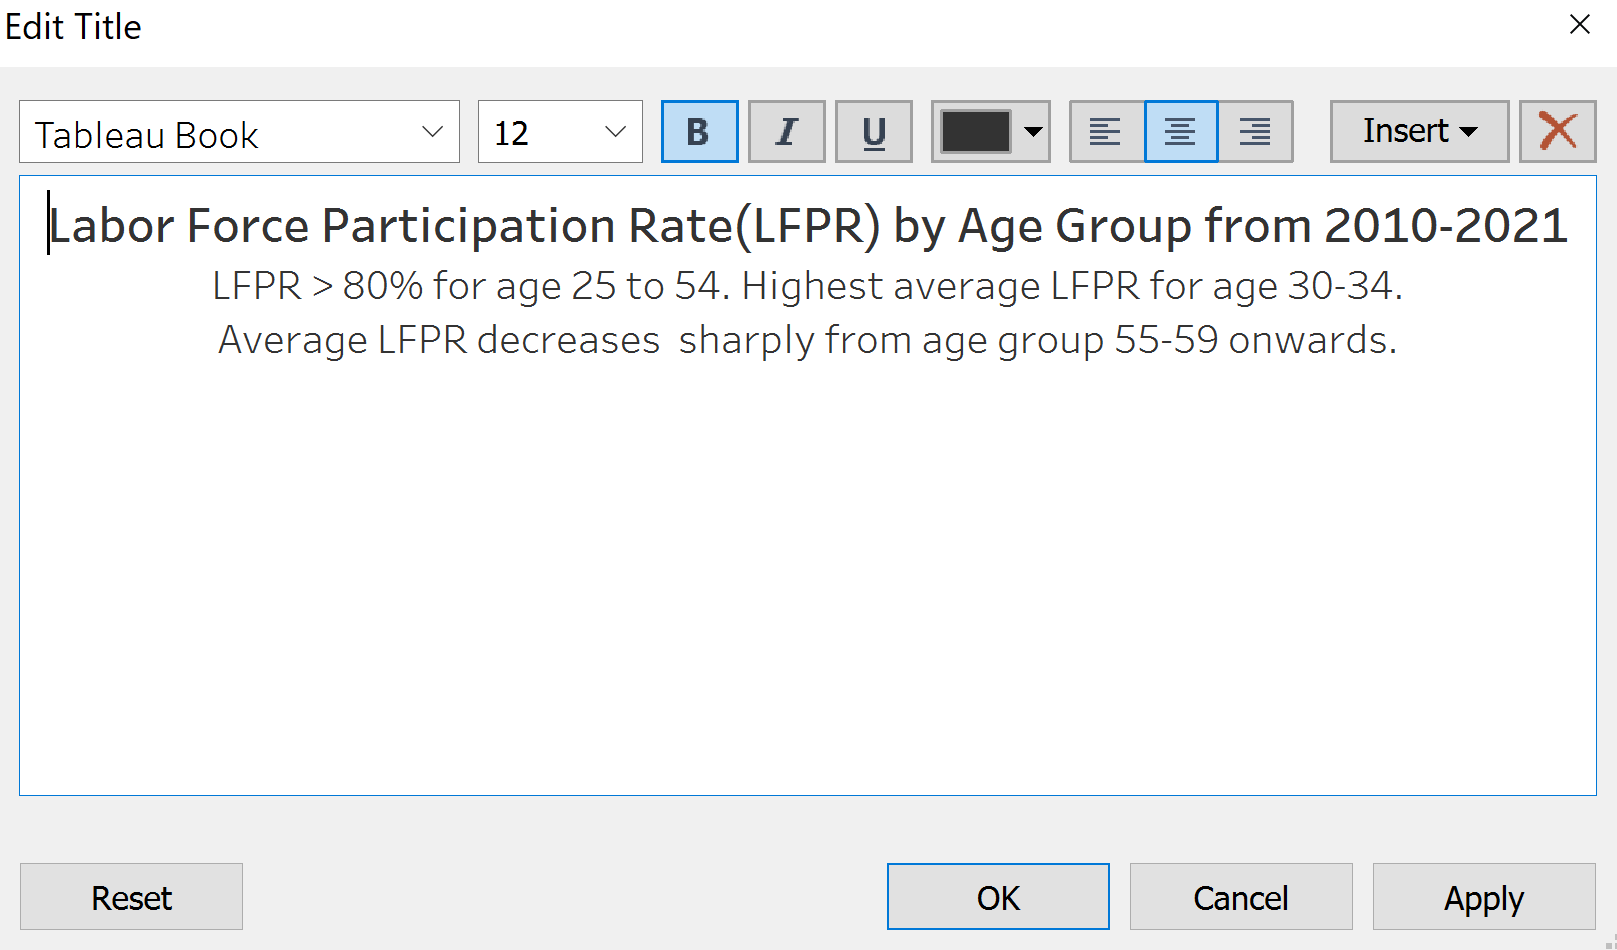 Edit Title
Tableau Book 12 B I U Insert
Labor Force Participation Rate(LFPR) by Age Group from 2010-2021
LFPR > 80% for age 25 to 54. Highest average LFPR for age 30-34.
Average LFPR decreases  sharply from age group 55-59 onwards.
Reset OK Cancel Apply